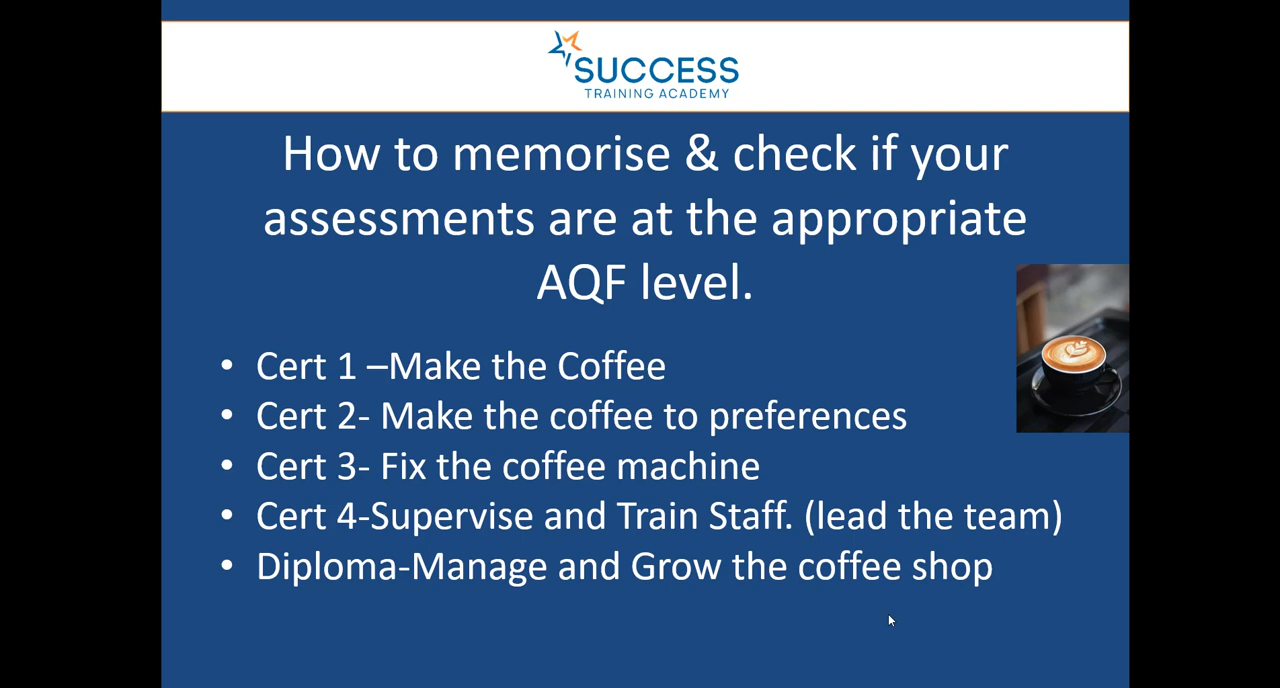 SUCCESS
TRAINING ACADEMY
How to memorise & check if your
assessments are at the appropriate
AQF level.
• Cert 1 –Make the Coffee
• Cert 2- Make the coffee to preferences
• Cert 3- Fix the coffee machine
• Cert 4-Supervise and Train Staff. (lead the team)
• Diploma-Manage and Grow the coffee shop